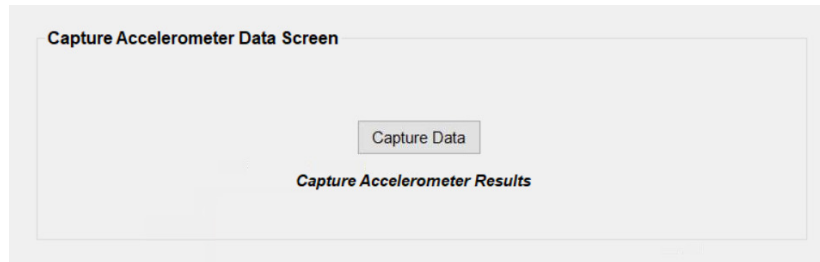 Capture Accelerometer Data Screen
Capture Data
Capture Accelerometer Results